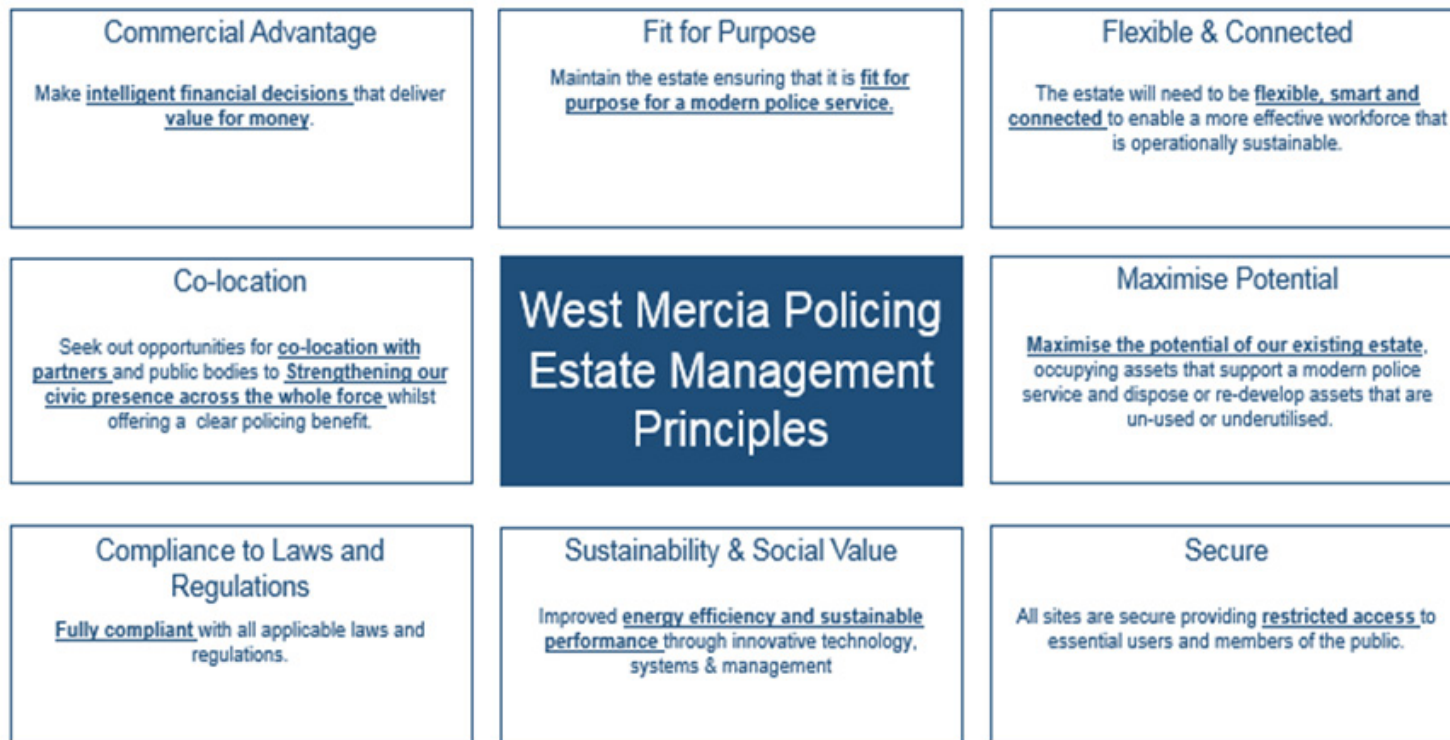 Commercial Advantage
Make intelligent financial decisions that deliver
value for money.
Fit for Purpose
Maintain the estate ensuring that it is fit for
purpose for a modern police service.
Flexible & Connected
The estate will need to be flexible, smart and
connected to enable a more effective workforce that
is operationally sustainable.
Co-location
Seek out opportunities for co-location with
partners and public bodies to Strengthening our
civic presence across the whole force whilst
offering a clear policing benefit.
West Mercia Policing
Estate Management
Principles
Maximise Potential
Maximise the potential of our existing estate,
occupying assets that support a modern police
service and dispose or re-develop assets that are
un-used or underutilised.
Compliance to Laws and
Regulations
Fully compliant with all applicable laws and
regulations.
Sustainability & Social Value
Improved energy efficiency and sustainable
performance through innovative technology,
systems & management
Secure
All sites are secure providing restricted access to
essential users and members of the public.